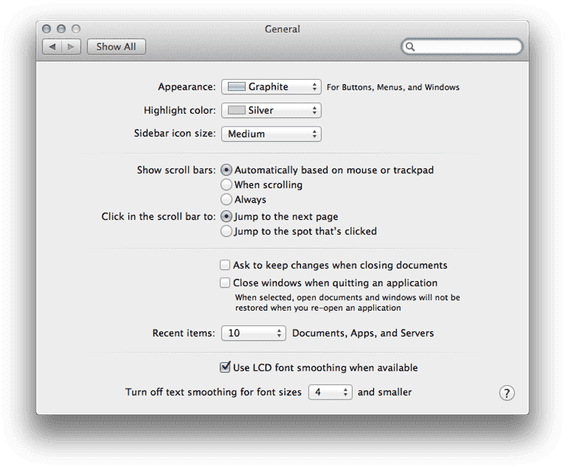 General
Show All
Appearance: Graphite For Buttons, Menus, and Windows
Highlight color: Silver
Sidebar icon size: Medium
Show scroll bars: Automatically based on mouse or trackpad
When scrolling
Always
Click in the scroll bar to: Jump to the next page
Jump to the spot that's clicked
Ask to keep changes when closing documents
Close windows when quitting an application
When selected, open documents and windows will not be
restored when you re-open an application
Recent items: 10 Documents, Apps, and Servers
Use LCD font smoothing when available
Turn off text smoothing for font sizes 4 and smaller
?